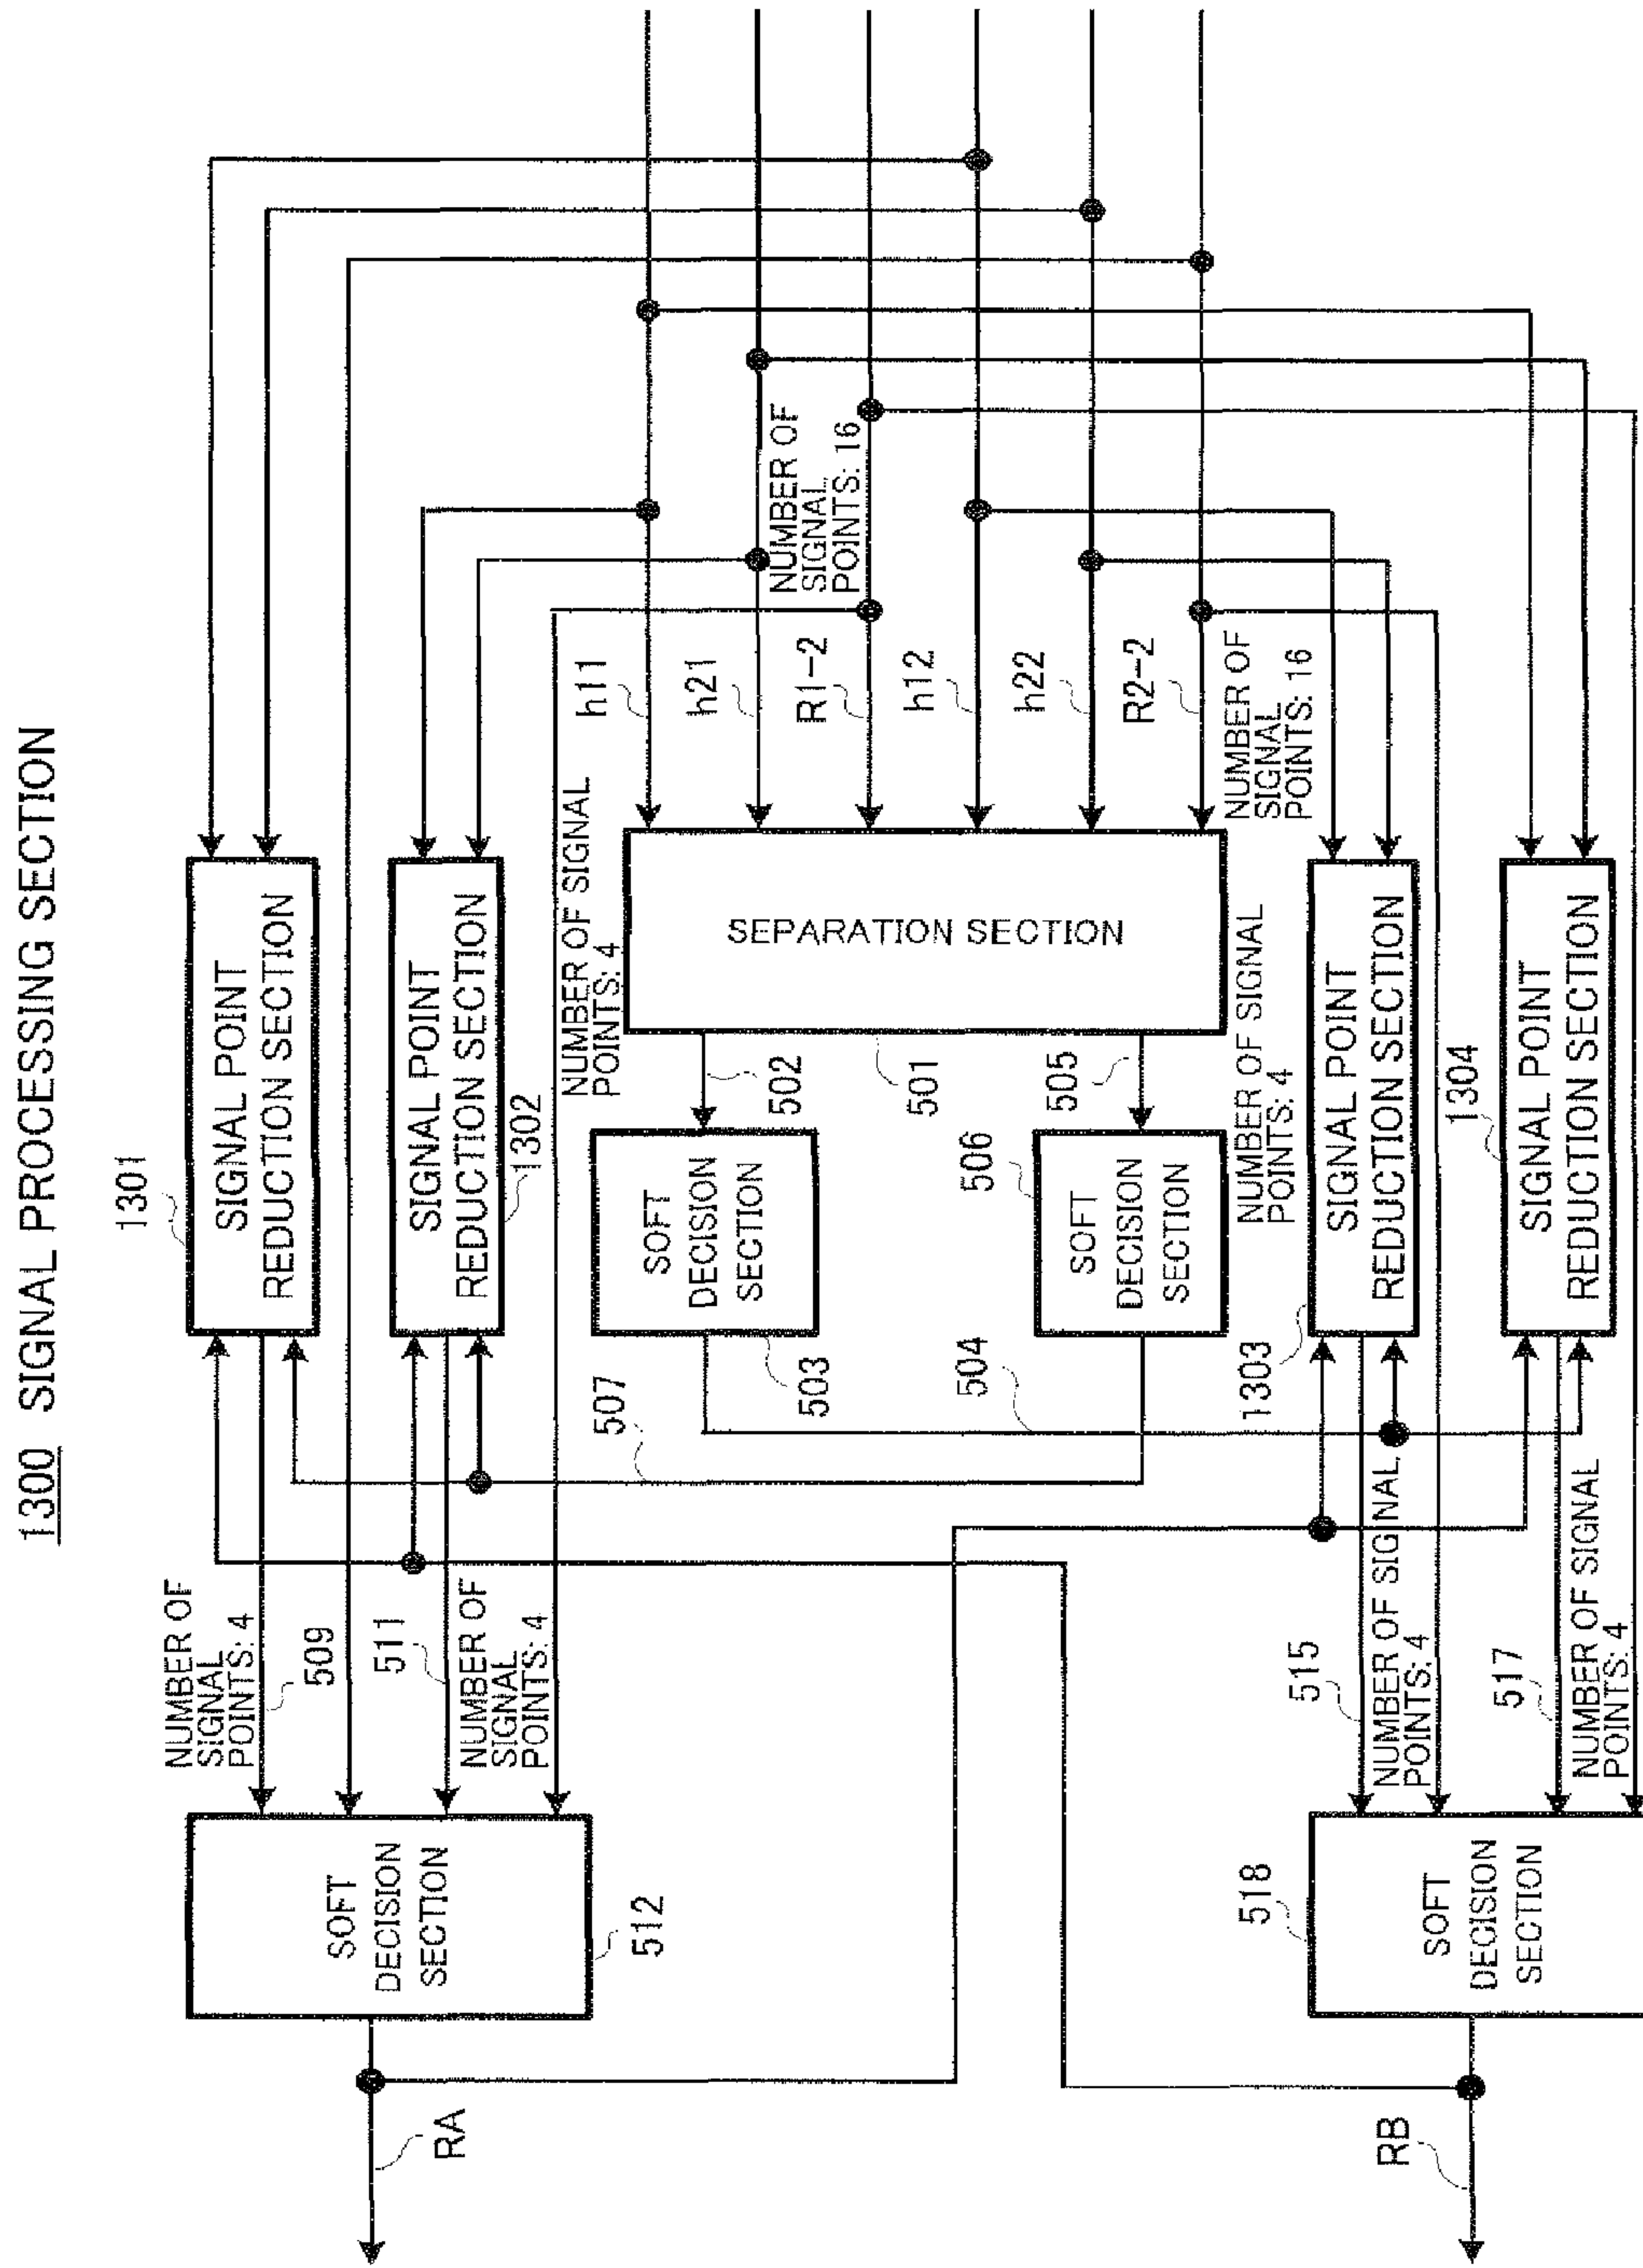 1300 SIGNAL PROCESSING SECTION
1301
SIGNAL POINT
REDUCTION SECTION
NUMBER OF
SIGNAL
POINTS: 4
509
SIGNAL POINT
REDUCTION SECTION
1302
511
NUMBER OF
SIGNAL
POINTS: 4
SOFT
DECISION
SECTION
512
RA
h11
h21
NUMBER OF
SIGNAL
POINTS: 16
R1-2
h12
h22
R2-2
NUMBER OF
SIGNAL
POINTS: 16
NUMBER OF SIGNAL
POINTS: 4
SEPARATION SECTION
501
502
505
SOFT
DECISION
SECTION
503
507
506
SOFT
DECISION
SECTION
504
NUMBER OF SIGNAL
POINTS: 4
1303
SIGNAL POINT
REDUCTION SECTION
1304
SIGNAL POINT
REDUCTION SECTION
515
NUMBER OF SIGNAL
POINTS: 4
517
NUMBER OF SIGNAL
POINTS: 4
518
SOFT
DECISION
SECTION
RB